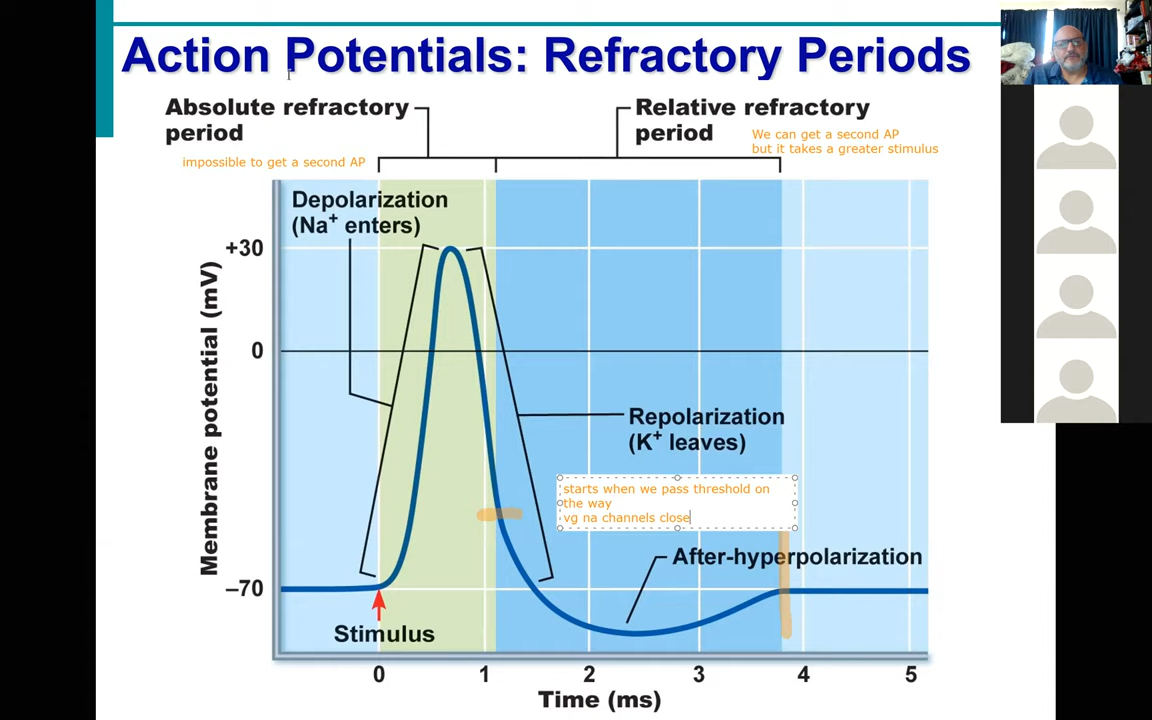 Action Potentials: Refractory Periods
Absolute refractory
period
Relative refractory
period
We can get a second AP
but it takes a greater stimulus
impossible to get a second AP
Depolarization
(Na⁺ enters)
+30
0
–70
Membrane potential (mV)
Repolarization
(K⁺ leaves)
starts when we pass threshold on
the way
vg na channels close
After-hyperpolarization
Stimulus
0 1 2 3 4 5
Time (ms)